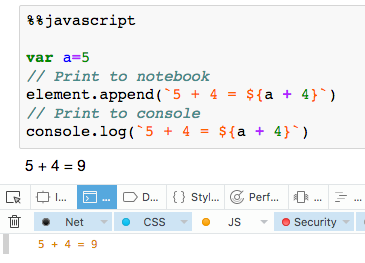 %%javascript
var a=5
// Print to notebook
element.append(`5 + 4 = ${a + 4}`)
// Print to console
console.log(`5 + 4 = ${a + 4}`)
5 + 4 = 9
I... ... D... { } Styl... Perf... ... ...
Net CSS JS Security
5 + 4 = 9